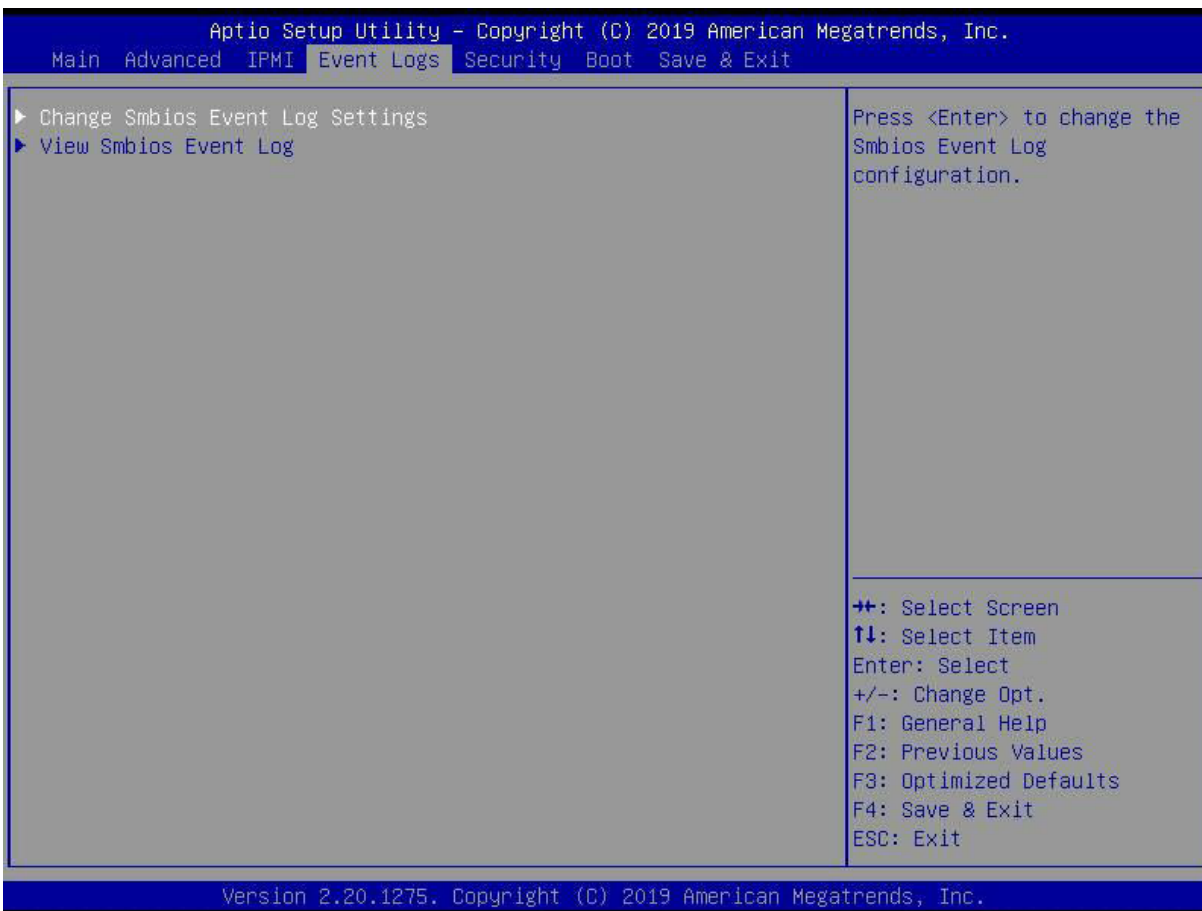 Aptio Setup Utility – Copyright (C) 2019 American Megatrends, Inc.
Main Advanced IPMI Event Logs Security Boot Save & Exit
▶ Change Smbios Event Log Settings
▶ View Smbios Event Log
Press <Enter> to change the
Smbios Event Log
configuration.
→←: Select Screen
↑↓: Select Item
Enter: Select
+/-: Change Opt.
F1: General Help
F2: Previous Values
F3: Optimized Defaults
F4: Save & Exit
ESC: Exit
Version 2.20.1275. Copyright (C) 2019 American Megatrends, Inc.